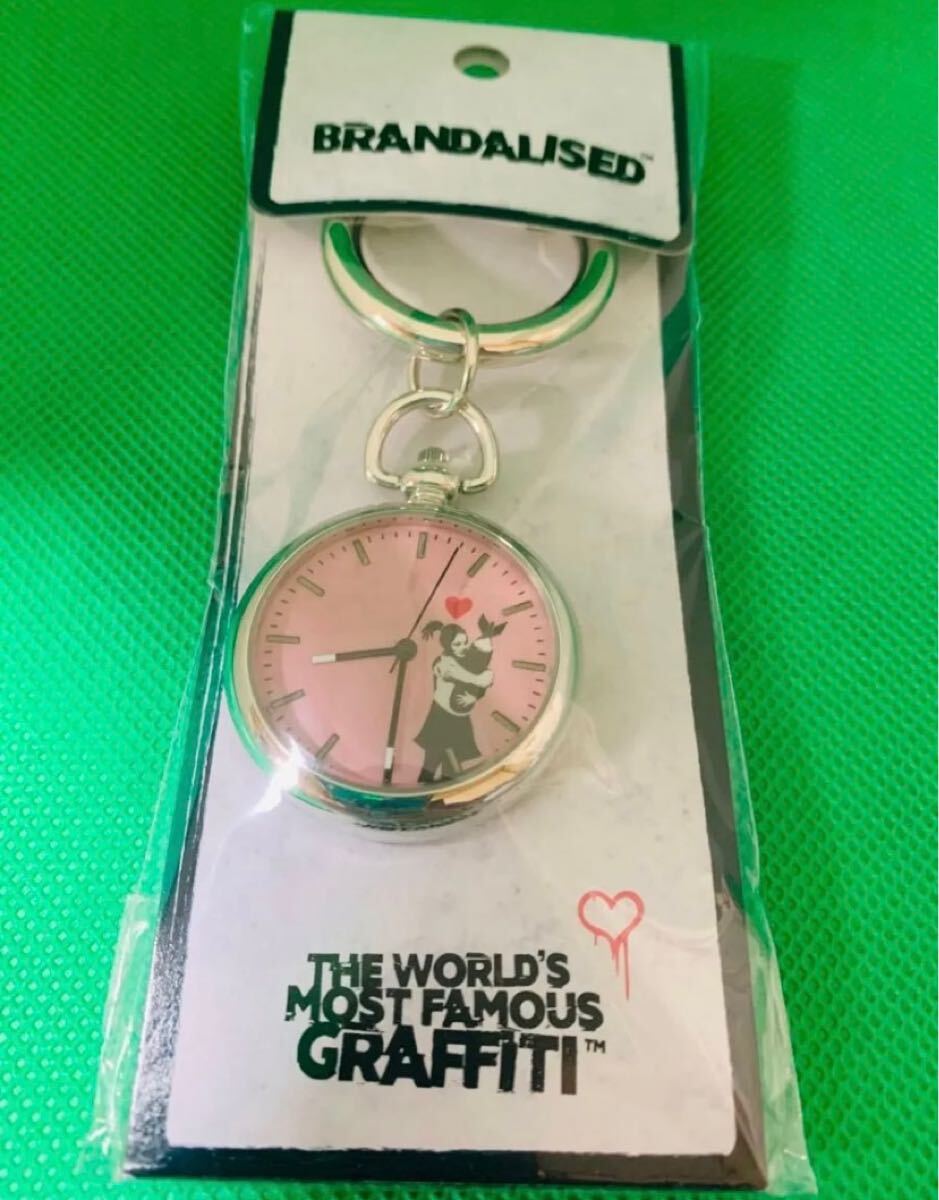 BRANDALISED™
THE WORLD'S
MOST FAMOUS
GRAFFITI™